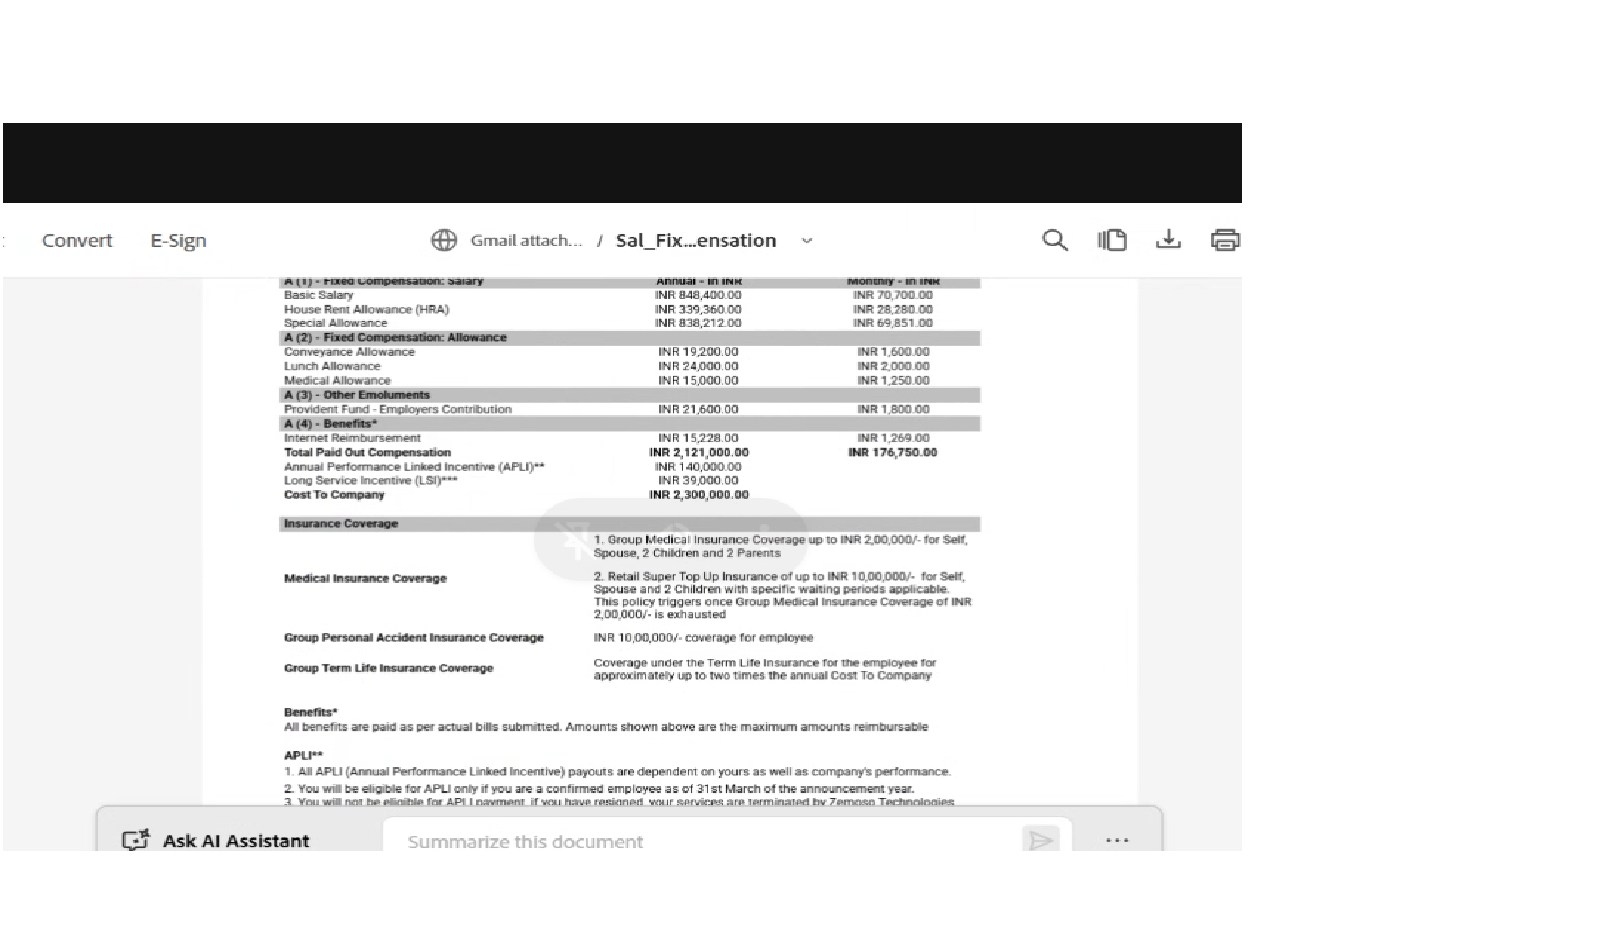 Convert E-Sign Gmail attach... / Sal_Fix...ensation
A (1) - Fixed Compensation: Salary Annual - In INR Monthly - In INR
Basic Salary INR 848,400.00 INR 70,700.00
House Rent Allowance (HRA) INR 339,360.00 INR 28,280.00
Special Allowance INR 838,212.00 INR 69,851.00
A (2) - Fixed Compensation: Allowance
Conveyance Allowance INR 19,200.00 INR 1,600.00
Lunch Allowance INR 24,000.00 INR 2,000.00
Medical Allowance INR 15,000.00 INR 1,250.00
A (3) - Other Emoluments
Provident Fund - Employers Contribution INR 21,600.00 INR 1,800.00
A (4) - Benefits*
Internet Reimbursement INR 15,228.00 INR 1,269.00
Total Paid Out Compensation INR 2,121,000.00 INR 176,750.00
Annual Performance Linked Incentive (APLI)** INR 140,000.00
Long Service Incentive (LSI)*** INR 39,000.00
Cost To Company INR 2,300,000.00
Insurance Coverage
1. Group Medical Insurance Coverage up to INR 2,00,000/- for Self,
Spouse, 2 Children and 2 Parents
Medical Insurance Coverage
2. Retail Super Top Up Insurance of up to INR 10,00,000/- for Self,
Spouse and 2 Children with specific waiting periods applicable.
This policy triggers once Group Medical Insurance Coverage of INR
2,00,000/- is exhausted
Group Personal Accident Insurance Coverage INR 10,00,000/- coverage for employee
Group Term Life Insurance Coverage
Coverage under the Term Life Insurance for the employee for
approximately up to two times the annual Cost To Company
Benefits*
All benefits are paid as per actual bills submitted. Amounts shown above are the maximum amounts reimbursable
APLI**
1. All APLI (Annual Performance Linked Incentive) payouts are dependent on yours as well as company's performance.
2. You will be eligible for APLI only if you are a confirmed employee as of 31st March of the announcement year.
3. You will not be eligible for APLI payment, if you have resigned, your services are terminated by Zemoso Technologies
Ask AI Assistant Summarize this document